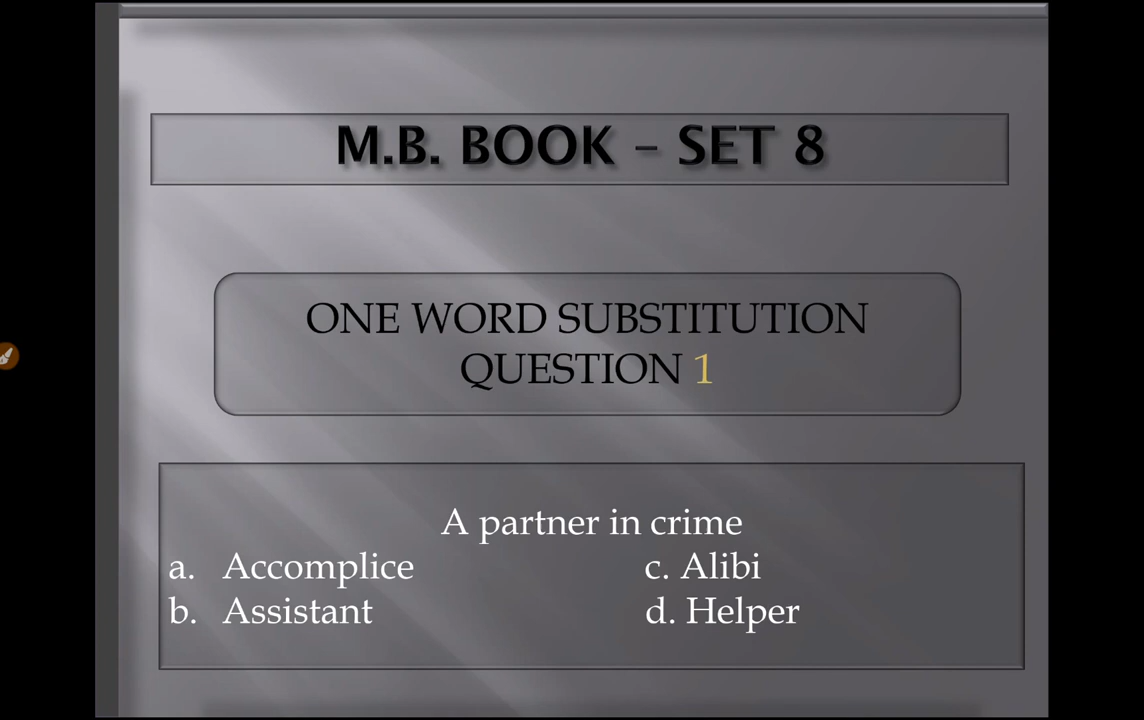 M.B. BOOK – SET 8
ONE WORD SUBSTITUTION
QUESTION 1
A partner in crime
a. Accomplice c. Alibi
b. Assistant d. Helper